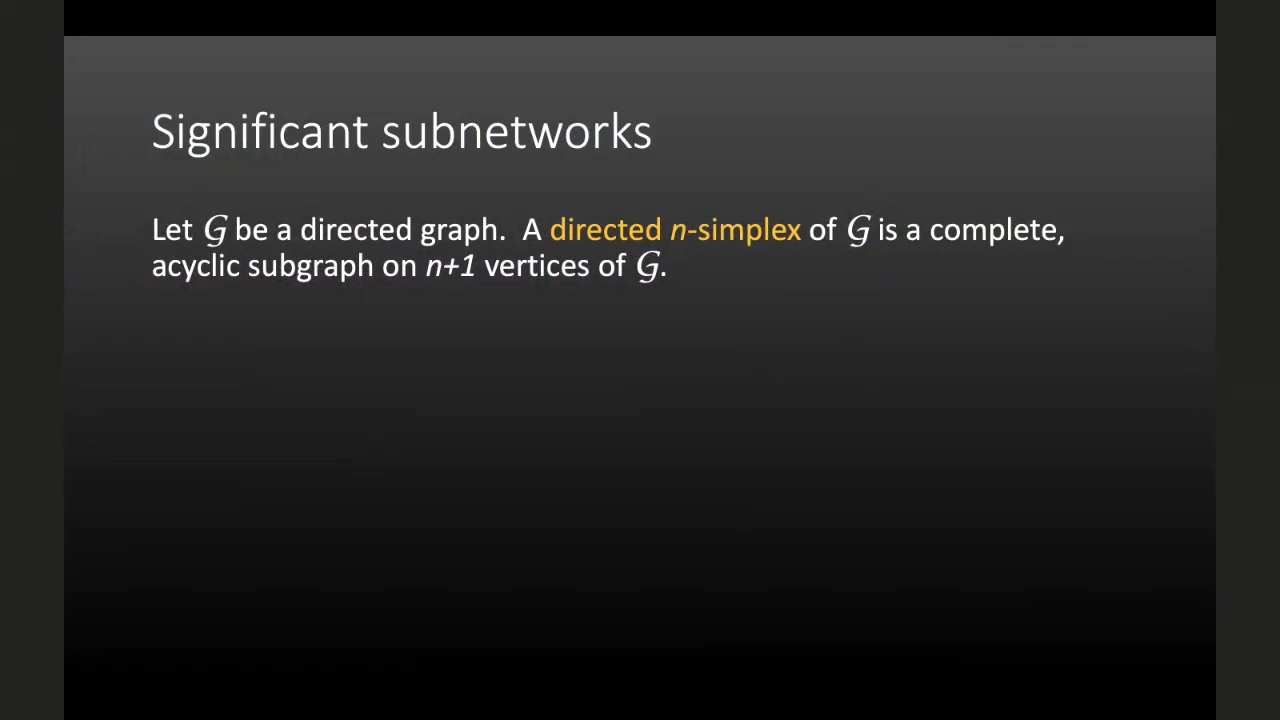 Significant subnetworks
Let 𝒢 be a directed graph. A directed n-simplex of 𝒢 is a complete,
acyclic subgraph on n+1 vertices of 𝒢.